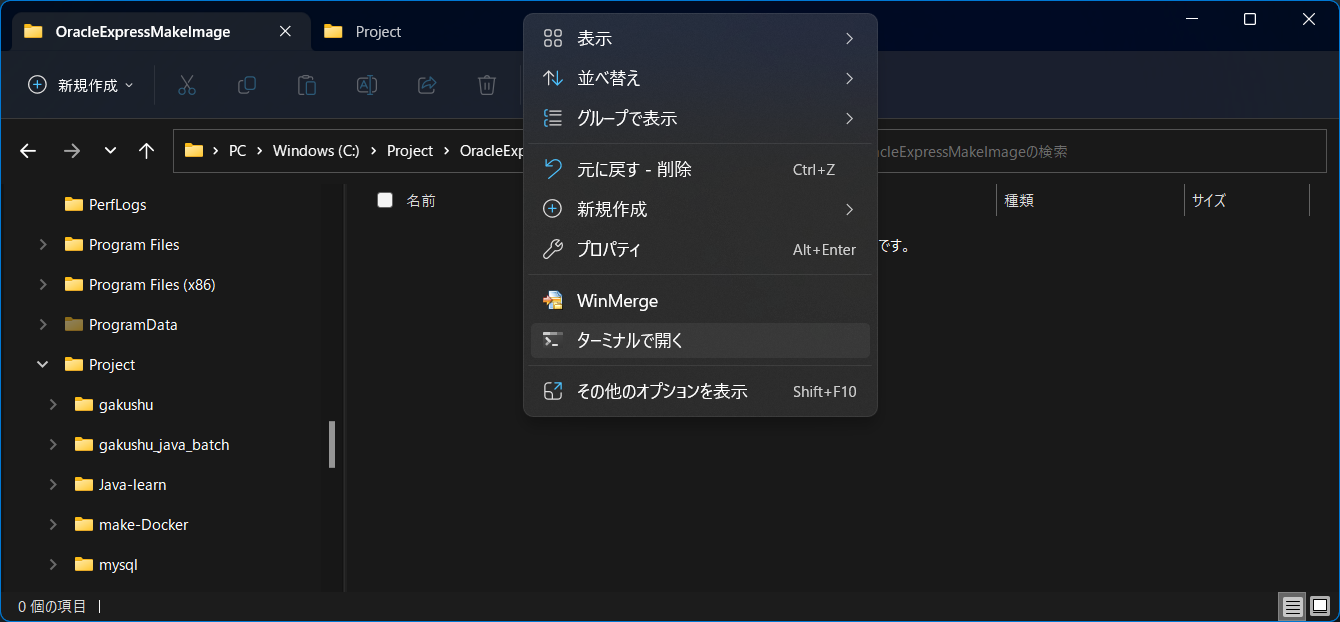 OracleExpressMakeImage
Project
新規作成
PC > Windows (C:) > Project > OracleExp
cleExpressMakeImageの検索
表示
並べ替え
グループで表示
元に戻す - 削除 Ctrl+Z
新規作成
プロパティ Alt+Enter
WinMerge
ターミナルで開く
その他のオプションを表示 Shift+F10
PerfLogs
Program Files
Program Files (x86)
ProgramData
Project
gakushu
gakushu_java_batch
Java-learn
make-Docker
mysql
名前 種類 サイズ
です。
0 個の項目